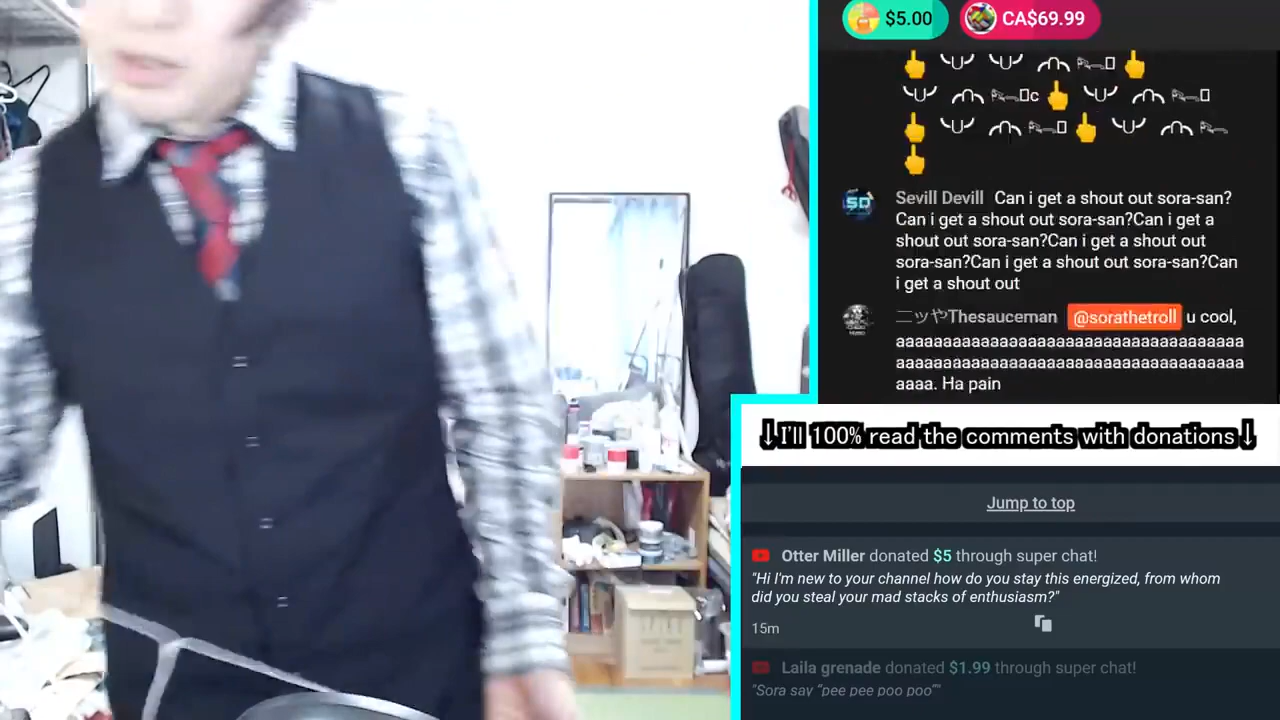 $5.00 CA$69.99
Sevill Devill Can i get a shout out sora-san?
Can i get a shout out sora-san?Can i get a
shout out sora-san?Can i get a shout out
sora-san?Can i get a shout out sora-san?Can
i get a shout out
ニッやThesauceman @sorathetroll u cool,
aaaaaaaaaaaaaaaaaaaaaaaaaaaaaaaaaaaaa
aaaaaaaaaaaaaaaaaaaaaaaaaaaaaaaaaaaaa
aaaa. Ha pain
↓I'll 100% read the comments with donations↓
Jump to top
Otter Miller donated $5 through super chat!
"Hi I'm new to your channel how do you stay this energized, from whom
did you steal your mad stacks of enthusiasm?"
15m
Laila grenade donated $1.99 through super chat!
"Sora say "pee pee poo poo""